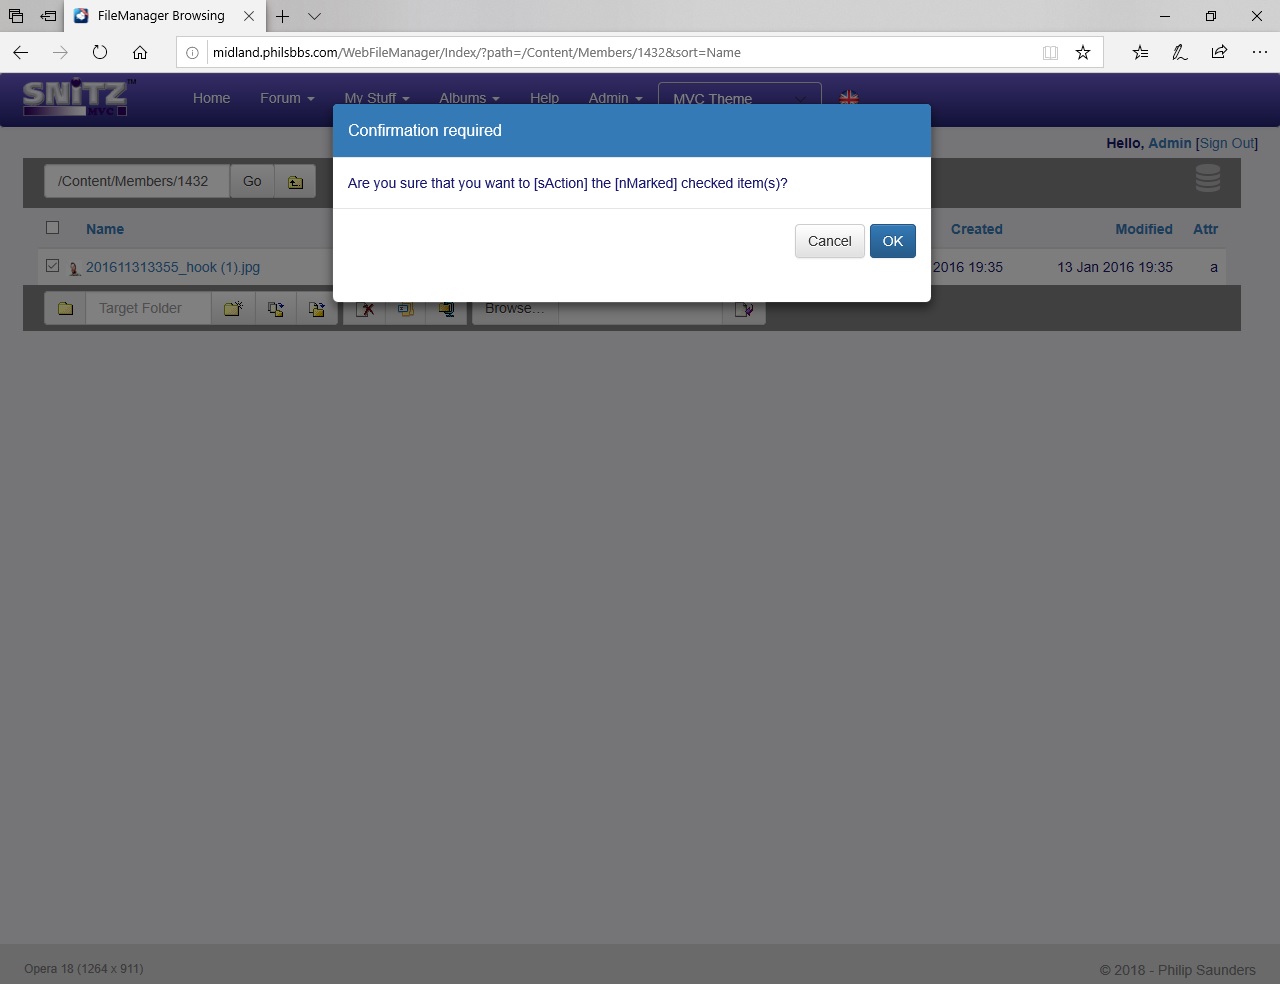 FileManager Browsing
midland.philsbbs.com/WebFileManager/Index/?path=/Content/Members/1432&sort=Name
SNiTZ™
MVC
Home Forum My Stuff Albums Help Admin MVC Theme
Confirmation required
Hello, Admin [Sign Out]
/Content/Members/1432 Go
Are you sure that you want to [sAction] the [nMarked] checked item(s)?
Cancel OK
Name Created Modified Attr
201611313355_hook (1).jpg 2016 19:35 13 Jan 2016 19:35 a
Target Folder Browse...
Opera 18 (1264 x 911) © 2018 - Philip Saunders